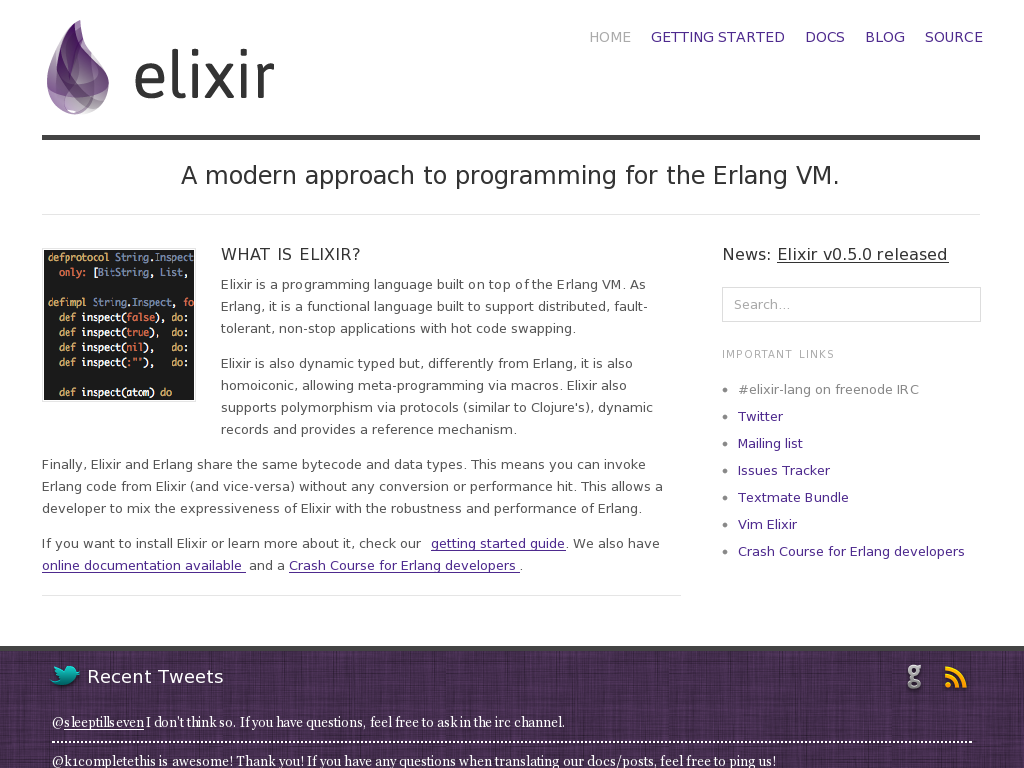 elixir
HOME GETTING STARTED DOCS BLOG SOURCE
A modern approach to programming for the Erlang VM.
defprotocol String.Inspect
only: [BitString, List,
defimpl String.Inspect, fo
def inspect(false), do:
def inspect(true), do:
def inspect(nil), do:
def inspect(:""), do:
def inspect(atom) do
WHAT IS ELIXIR?
Elixir is a programming language built on top of the Erlang VM. As
Erlang, it is a functional language built to support distributed, fault-
tolerant, non-stop applications with hot code swapping.
Elixir is also dynamic typed but, differently from Erlang, it is also
homoiconic, allowing meta-programming via macros. Elixir also
supports polymorphism via protocols (similar to Clojure's), dynamic
records and provides a reference mechanism.
Finally, Elixir and Erlang share the same bytecode and data types. This means you can invoke
Erlang code from Elixir (and vice-versa) without any conversion or performance hit. This allows a
developer to mix the expressiveness of Elixir with the robustness and performance of Erlang.
If you want to install Elixir or learn more about it, check our getting started guide. We also have
online documentation available and a Crash Course for Erlang developers .
News: Elixir v0.5.0 released
Search...
IMPORTANT LINKS
#elixir-lang on freenode IRC
Twitter
Mailing list
Issues Tracker
Textmate Bundle
Vim Elixir
Crash Course for Erlang developers
Recent Tweets
g
@sleeptillseven I don't think so. If you have questions, feel free to ask in the irc channel.
@k1completethis is awesome! Thank you! If you have any questions when translating our docs/posts, feel free to ping us!